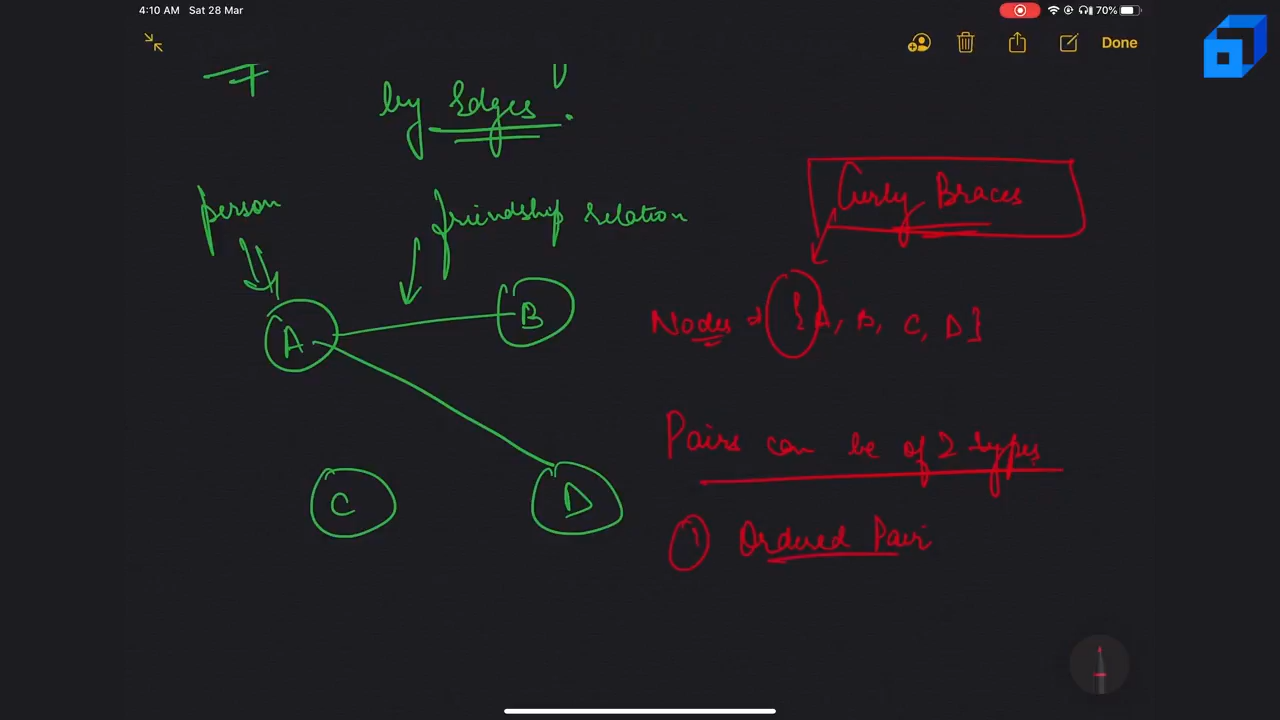 4:10 AM Sat 28 Mar
70%
Done
by Edges".
person
friendship relation
A
B
C
D
Curly Braces
Nodes → {A, B, C, D}
Pairs can be of 2 types
① Ordered Pair